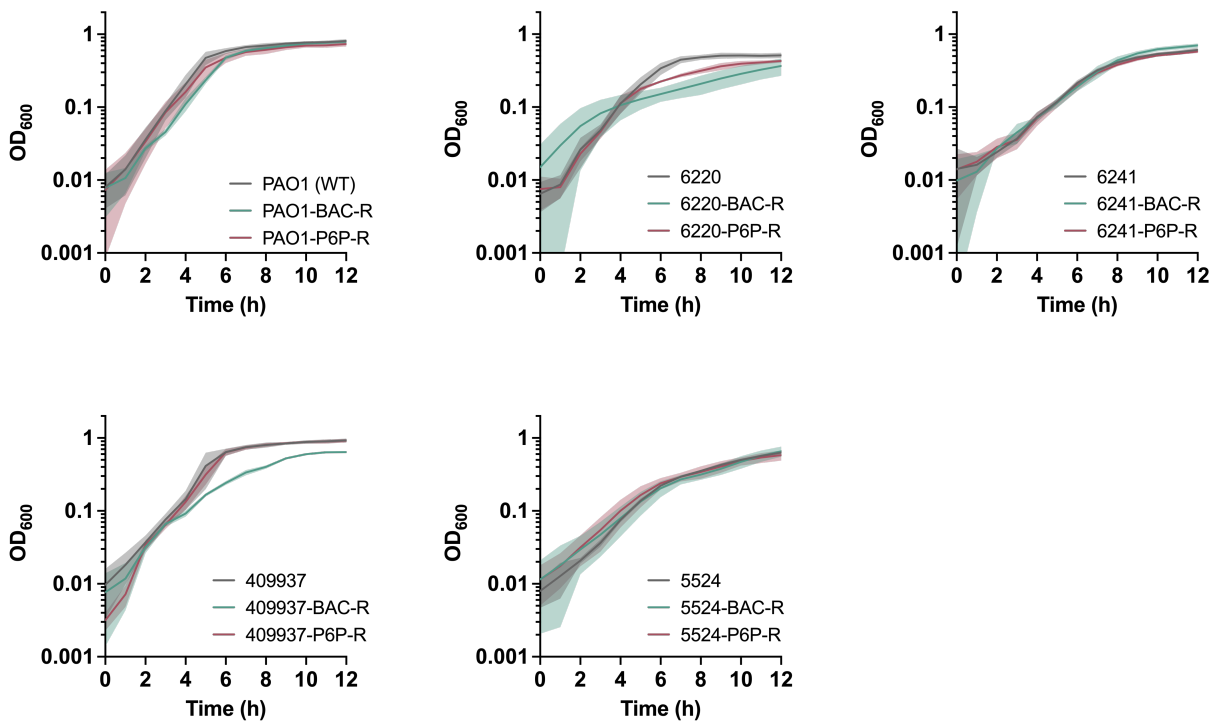 1
0.1
0.01
0.001
OD600
PAO1 (WT)
PAO1-BAC-R
PAO1-P6P-R
0 2 4 6 8 10 12
Time (h)
1
0.1
0.01
0.001
OD600
6220
6220-BAC-R
6220-P6P-R
0 2 4 6 8 10 12
Time (h)
1
0.1
0.01
0.001
OD600
6241
6241-BAC-R
6241-P6P-R
0 2 4 6 8 10 12
Time (h)
1
0.1
0.01
0.001
OD600
409937
409937-BAC-R
409937-P6P-R
0 2 4 6 8 10 12
Time (h)
1
0.1
0.01
0.001
OD600
5524
5524-BAC-R
5524-P6P-R
0 2 4 6 8 10 12
Time (h)